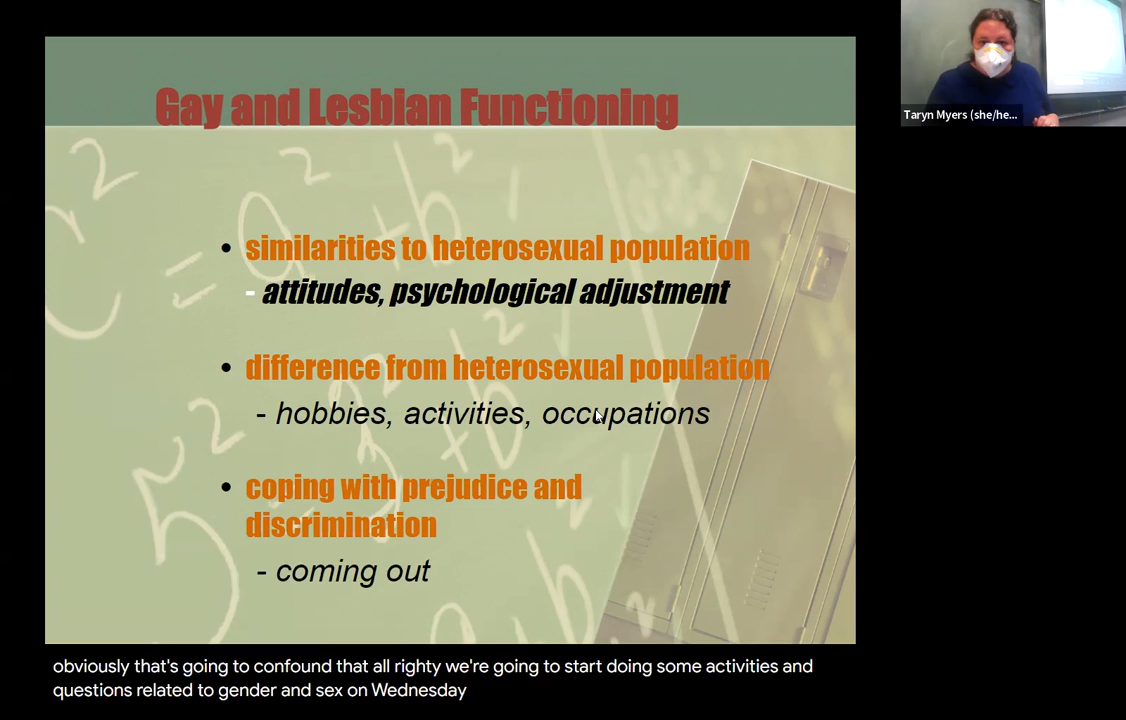 Gay and Lesbian Functioning
Taryn Myers (she/he...
• similarities to heterosexual population
- attitudes, psychological adjustment
• difference from heterosexual population
- hobbies, activities, occupations
• coping with prejudice and
discrimination
- coming out
obviously that's going to confound that all righty we're going to start doing some activities and
questions related to gender and sex on Wednesday